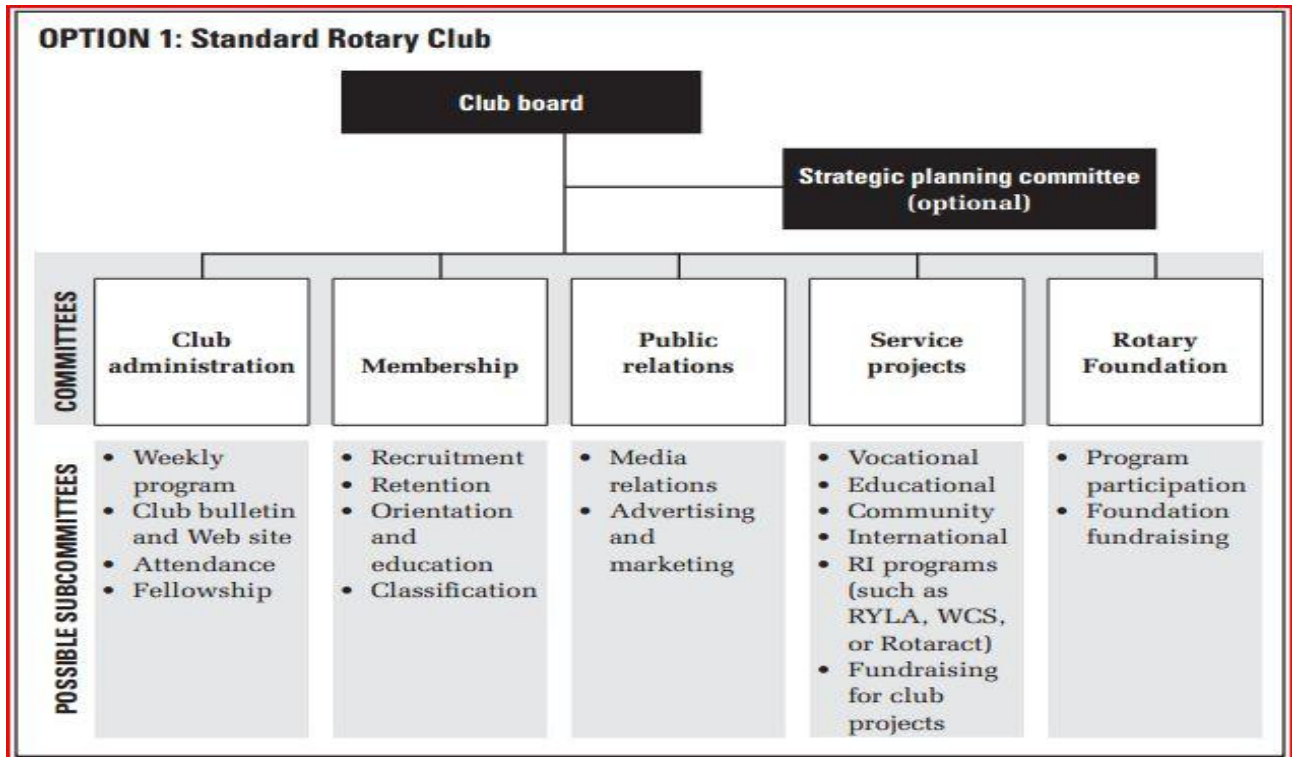 OPTION 1: Standard Rotary Club
Club board
Strategic planning committee
(optional)
COMMITTEES
Club
administration
Membership
Public
relations
Service
projects
Rotary
Foundation
POSSIBLE SUBCOMMITTEES
• Weekly
program
• Club bulletin
and Web site
• Attendance
• Fellowship
• Recruitment
• Retention
• Orientation
and
education
• Classification
• Media
relations
• Advertising
and
marketing
• Vocational
• Educational
• Community
• International
• RI programs
(such as
RYLA, WCS,
or Rotaract)
• Fundraising
for club
projects
• Program
participation
• Foundation
fundraising